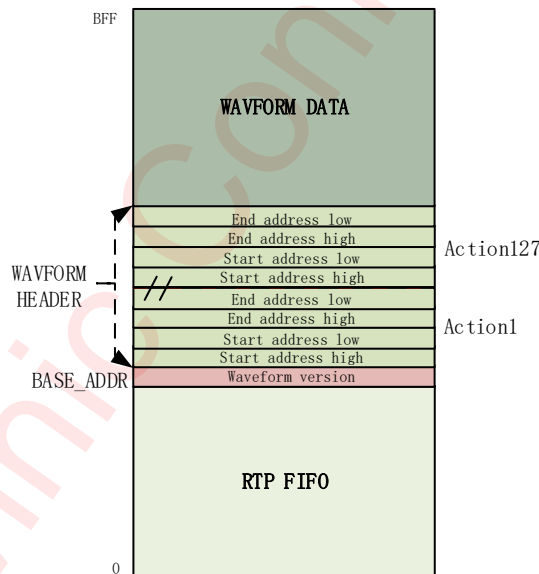 BFF
WAVFORM DATA
End address low
End address high
Start address low
Start address high
Action127
WAVFORM
HEADER
End address low
End address high
Start address low
Start address high
Action1
BASE_ADDR
Waveform version
RTP FIFO
0